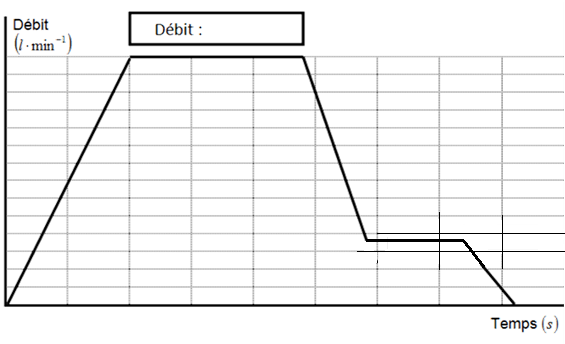 Débit
(l·min⁻¹)
Débit :
Temps (s)